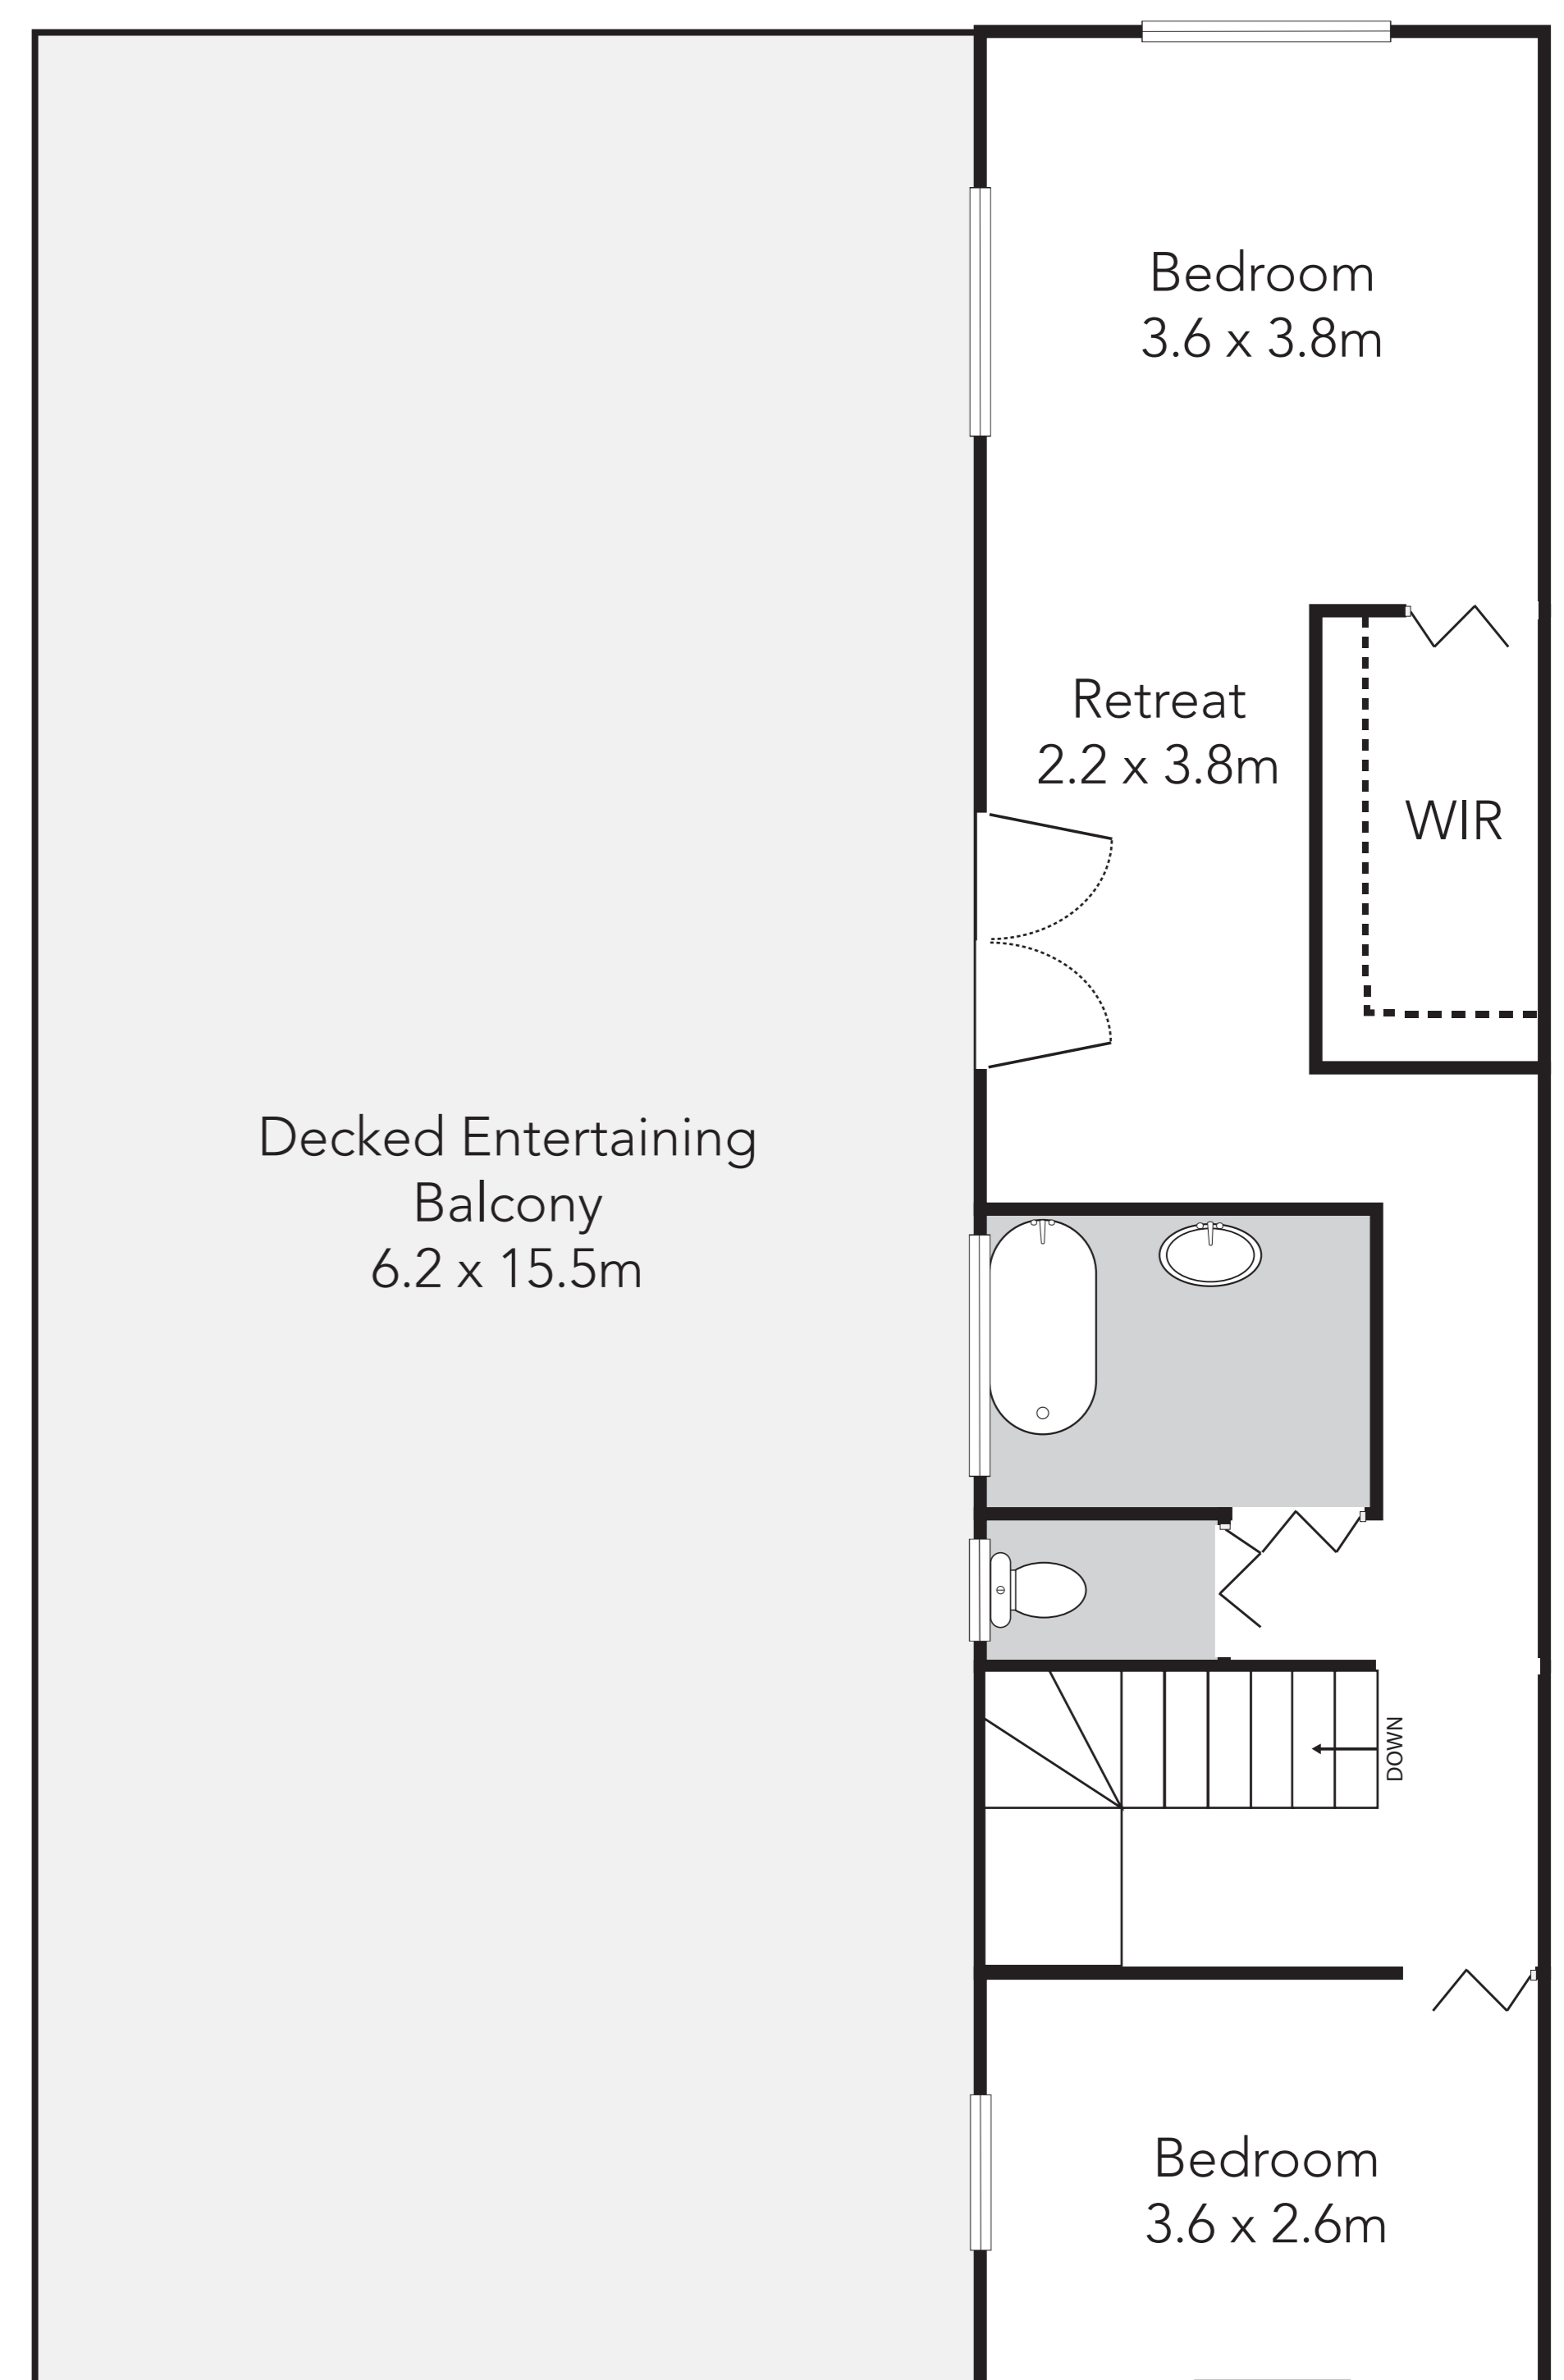 Bedroom
3.6 x 3.8m
Retreat
2.2 x 3.8m
WIR
Decked Entertaining
Balcony
6.2 x 15.5m
DOWN
Bedroom
3.6 x 2.6m